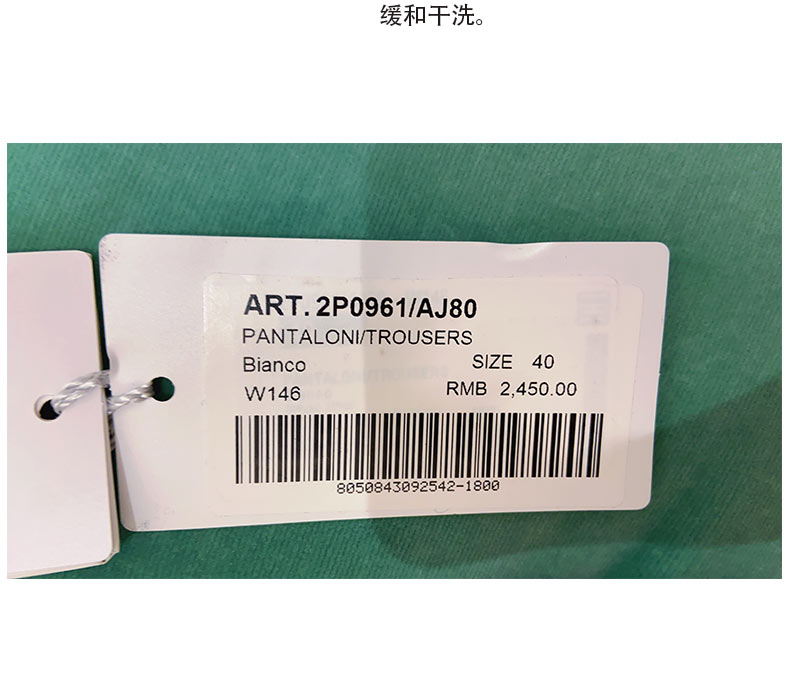 缓和干洗。
ART. 2P0961/AJ80
PANTALONI/TROUSERS
Bianco SIZE 40
W146 RMB 2,450.00
8050843092542-1800